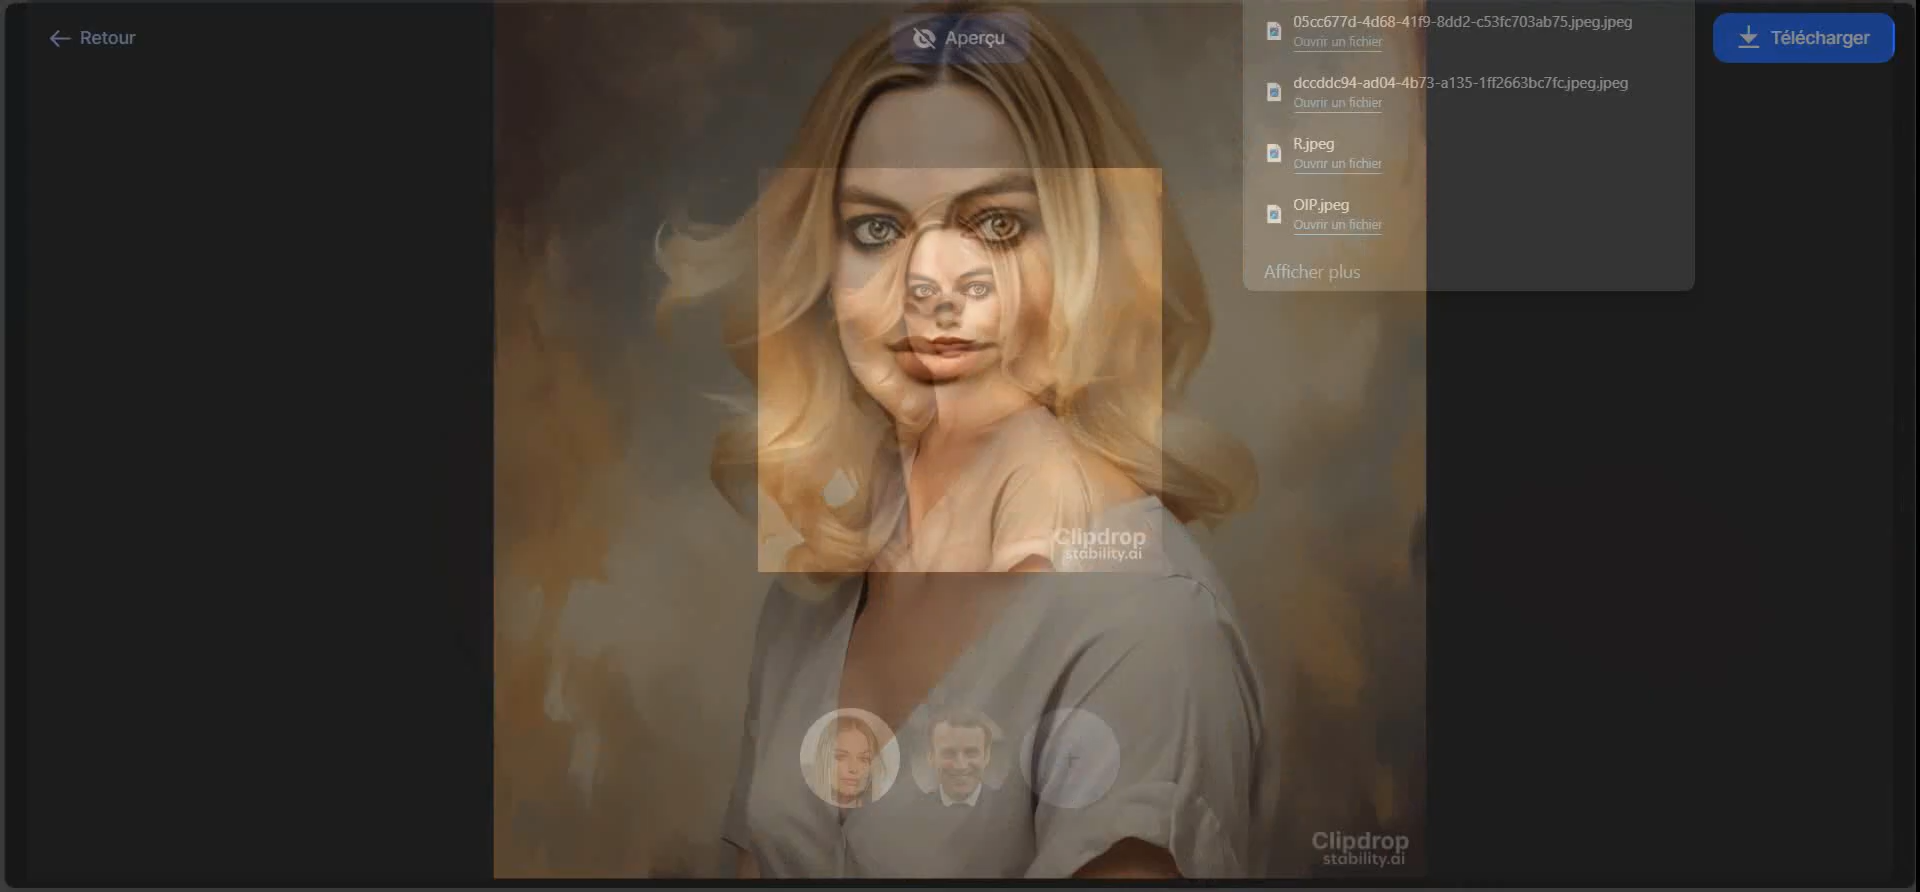 Retour
Aperçu
Télécharger
05cc677d-4d68-41f9-8dd2-c53fc703ab75.jpeg.jpeg
Ouvrir un fichier
dccddc94-ad04-4b73-a135-1ff2663bc7fc.jpeg.jpeg
Ouvrir un fichier
R.jpeg
Ouvrir un fichier
OIP.jpeg
Ouvrir un fichier
Afficher plus
Clipdrop
stability.ai
Clipdrop
stability.ai